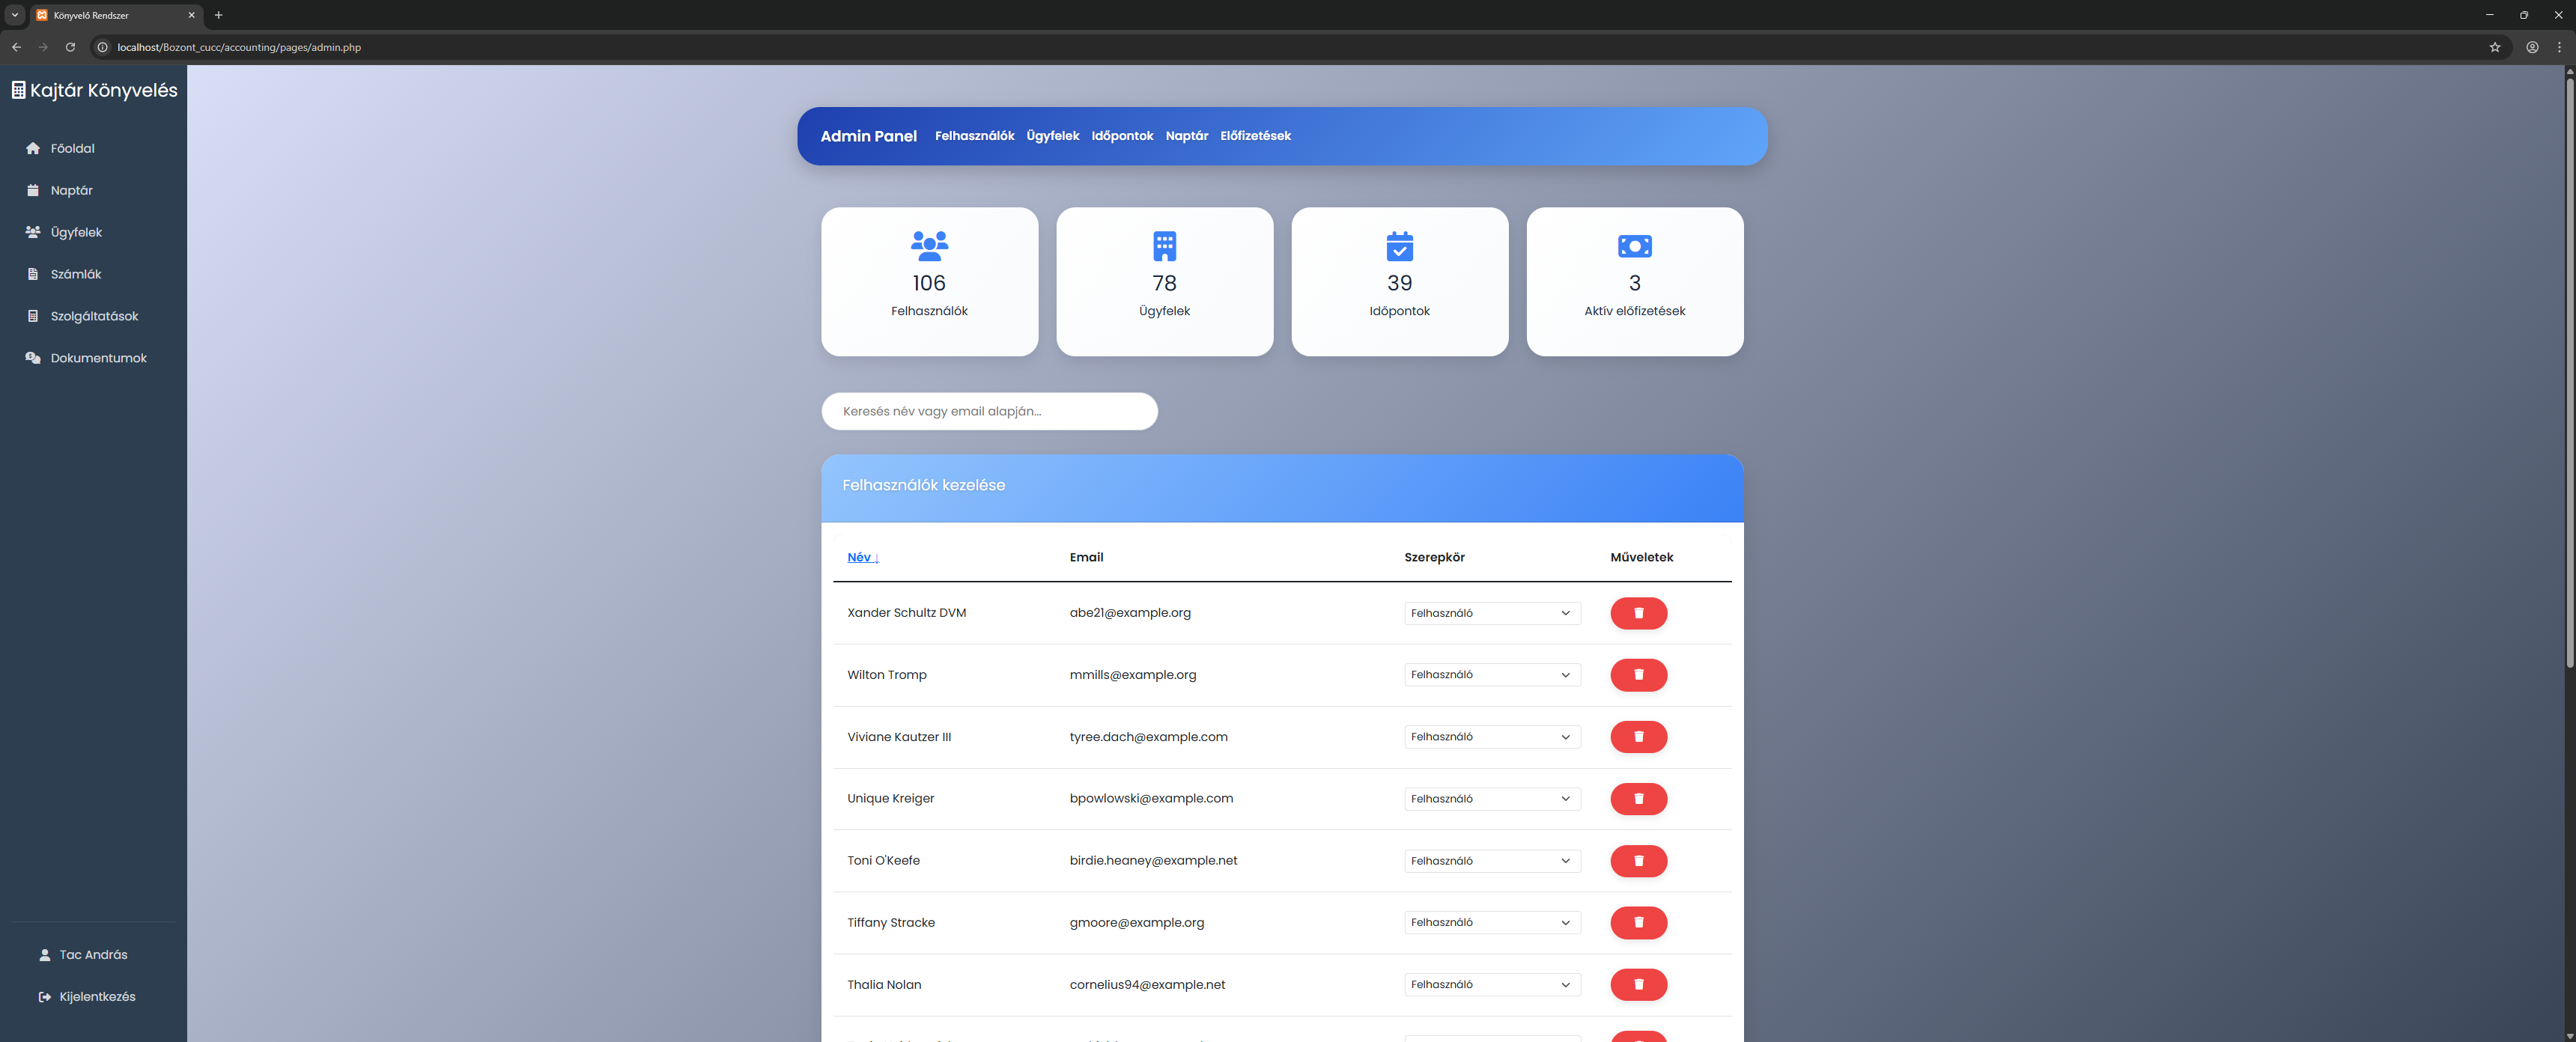 Könyvelő Rendszer
localhost/Bozont_cucc/accounting/pages/admin.php
Kajtár Könyvelés
Főoldal
Naptár
Ügyfelek
Számlák
Szolgáltatások
Dokumentumok
Tac András
Kijelentkezés
Admin Panel Felhasználók Ügyfelek Időpontok Naptár Előfizetések
106 78 39 3
Felhasználók Ügyfelek Időpontok Aktív előfizetések
Keresés név vagy email alapján...
Felhasználók kezelése
Név ↓ Email Szerepkör Műveletek
Xander Schultz DVM abe21@example.org Felhasználó
Wilton Tromp mmills@example.org Felhasználó
Viviane Kautzer III tyree.dach@example.com Felhasználó
Unique Kreiger bpowlowski@example.com Felhasználó
Toni O'Keefe birdie.heaney@example.net Felhasználó
Tiffany Stracke gmoore@example.org Felhasználó
Thalia Nolan cornelius94@example.net Felhasználó